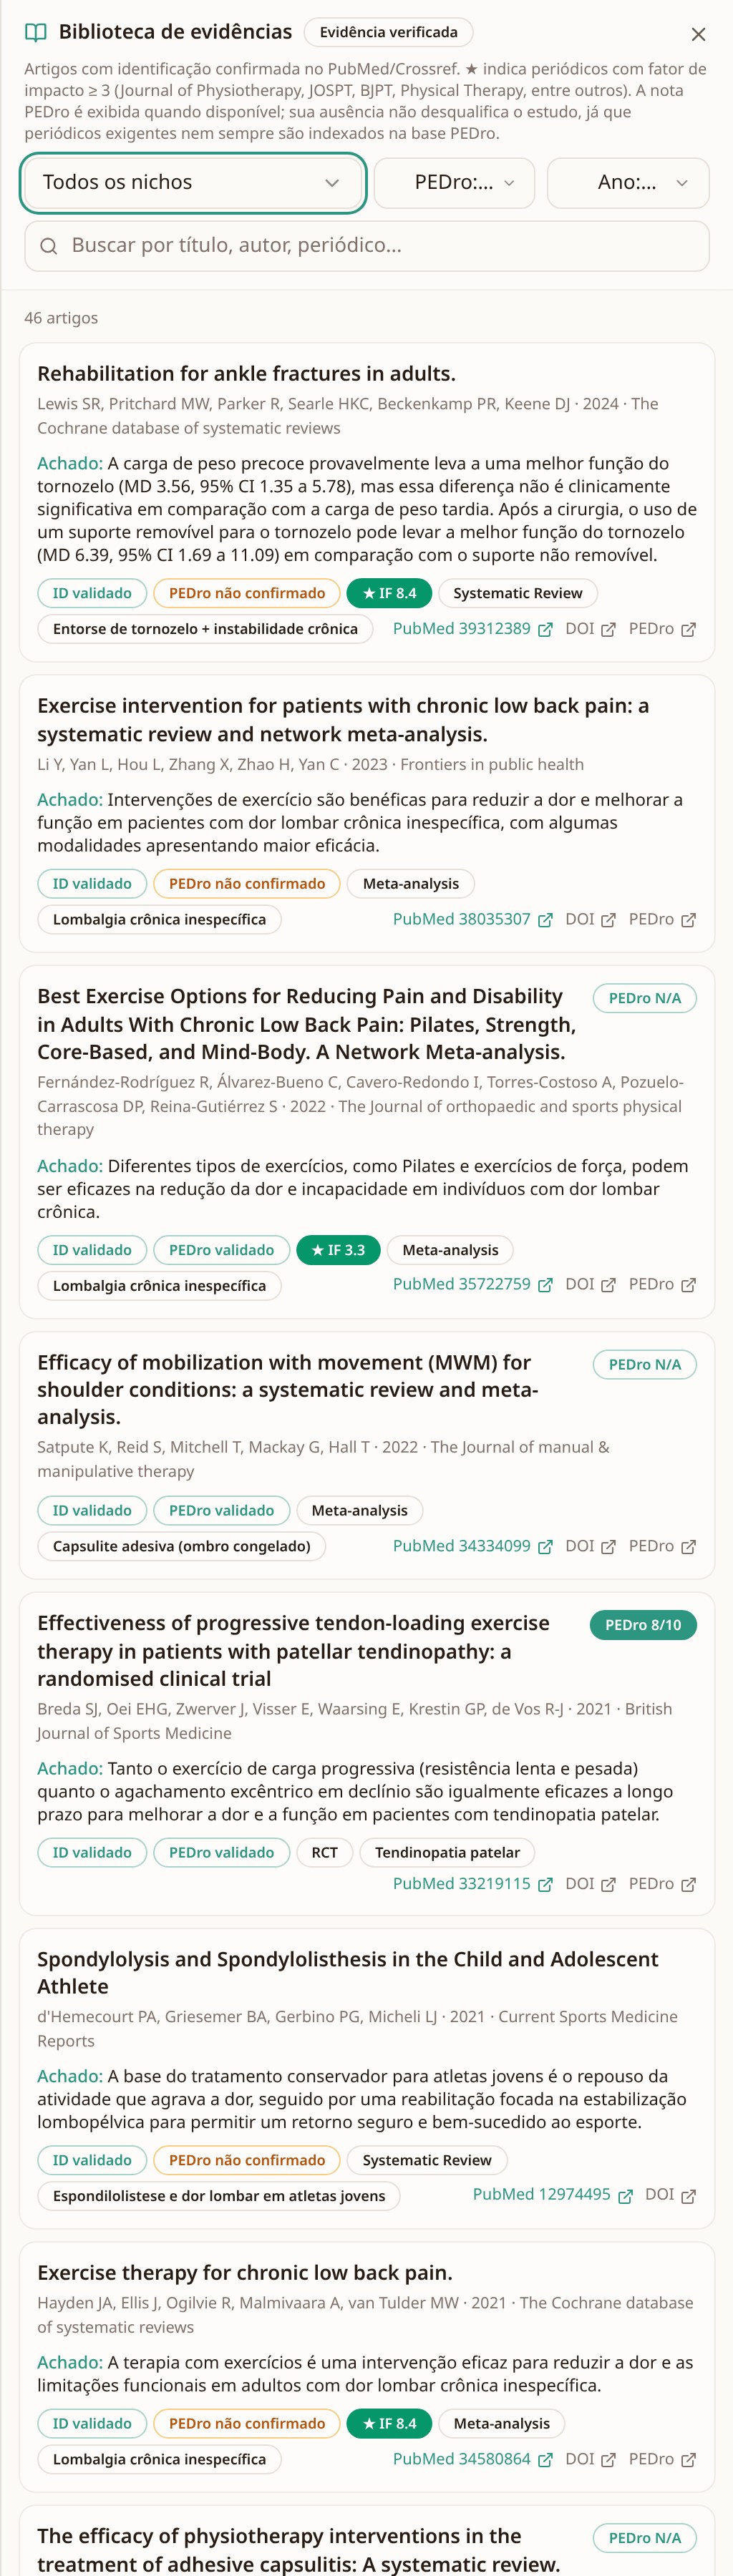 Biblioteca de evidências
Evidência verificada
Artigos com identificação confirmada no PubMed/Crossref. ★ indica periódicos com fator de
impacto ≥ 3 (Journal of Physiotherapy, JOSPT, BJPT, Physical Therapy, entre outros). A nota
PEDro é exibida quando disponível; sua ausência não desqualifica o estudo, já que
periódicos exigentes nem sempre são indexados na base PEDro.
Todos os nichos
PEDro:...
Ano:...
Buscar por título, autor, periódico...
46 artigos
Rehabilitation for ankle fractures in adults.
Lewis SR, Pritchard MW, Parker R, Searle HKC, Beckenkamp PR, Keene DJ · 2024 · The
Cochrane database of systematic reviews
Achado: A carga de peso precoce provavelmente leva a uma melhor função do
tornozelo (MD 3.56, 95% CI 1.35 a 5.78), mas essa diferença não é clinicamente
significativa em comparação com a carga de peso tardia. Após a cirurgia, o uso de
um suporte removível para o tornozelo pode levar a melhor função do tornozelo
(MD 6.39, 95% CI 1.69 a 11.09) em comparação com o suporte não removível.
ID validado PEDro não confirmado ★ IF 8.4 Systematic Review
Entorse de tornozelo + instabilidade crônica PubMed 39312389 DOI PEDro
Exercise intervention for patients with chronic low back pain: a
systematic review and network meta-analysis.
Li Y, Yan L, Hou L, Zhang X, Zhao H, Yan C · 2023 · Frontiers in public health
Achado: Intervenções de exercício são benéficas para reduzir a dor e melhorar a
função em pacientes com dor lombar crônica inespecífica, com algumas
modalidades apresentando maior eficácia.
ID validado PEDro não confirmado Meta-analysis
Lombalgia crônica inespecífica PubMed 38035307 DOI PEDro
Best Exercise Options for Reducing Pain and Disability
in Adults With Chronic Low Back Pain: Pilates, Strength,
Core-Based, and Mind-Body. A Network Meta-analysis.
PEDro N/A
Fernández-Rodríguez R, Álvarez-Bueno C, Cavero-Redondo I, Torres-Costoso A, Pozuelo-
Carrascosa DP, Reina-Gutiérrez S · 2022 · The Journal of orthopaedic and sports physical
therapy
Achado: Diferentes tipos de exercícios, como Pilates e exercícios de força, podem
ser eficazes na redução da dor e incapacidade em indivíduos com dor lombar
crônica.
ID validado PEDro validado ★ IF 3.3 Meta-analysis
Lombalgia crônica inespecífica PubMed 35722759 DOI PEDro
Efficacy of mobilization with movement (MWM) for
shoulder conditions: a systematic review and meta-
analysis.
PEDro N/A
Satpute K, Reid S, Mitchell T, Mackay G, Hall T · 2022 · The Journal of manual &
manipulative therapy
ID validado PEDro validado Meta-analysis
Capsulite adesiva (ombro congelado) PubMed 34334099 DOI PEDro
Effectiveness of progressive tendon-loading exercise
therapy in patients with patellar tendinopathy: a
randomised clinical trial
PEDro 8/10
Breda SJ, Oei EHG, Zwerver J, Visser E, Waarsing E, Krestin GP, de Vos R-J · 2021 · British
Journal of Sports Medicine
Achado: Tanto o exercício de carga progressiva (resistência lenta e pesada)
quanto o agachamento excêntrico em declínio são igualmente eficazes a longo
prazo para melhorar a dor e a função em pacientes com tendinopatia patelar.
ID validado PEDro validado RCT Tendinopatia patelar
PubMed 33219115 DOI PEDro
Spondylolysis and Spondylolisthesis in the Child and Adolescent
Athlete
d'Hemecourt PA, Griesemer BA, Gerbino PG, Micheli LJ · 2021 · Current Sports Medicine
Reports
Achado: A base do tratamento conservador para atletas jovens é o repouso da
atividade que agrava a dor, seguido por uma reabilitação focada na estabilização
lombopélvica para permitir um retorno seguro e bem-sucedido ao esporte.
ID validado PEDro não confirmado Systematic Review
Espondilolistese e dor lombar em atletas jovens PubMed 12974495 DOI
Exercise therapy for chronic low back pain.
Hayden JA, Ellis J, Ogilvie R, Malmivaara A, van Tulder MW · 2021 · The Cochrane database
of systematic reviews
Achado: A terapia com exercícios é uma intervenção eficaz para reduzir a dor e as
limitações funcionais em adultos com dor lombar crônica inespecífica.
ID validado PEDro não confirmado ★ IF 8.4 Meta-analysis
Lombalgia crônica inespecífica PubMed 34580864 DOI PEDro
The efficacy of physiotherapy interventions in the
treatment of adhesive capsulitis: A systematic review.
PEDro N/A